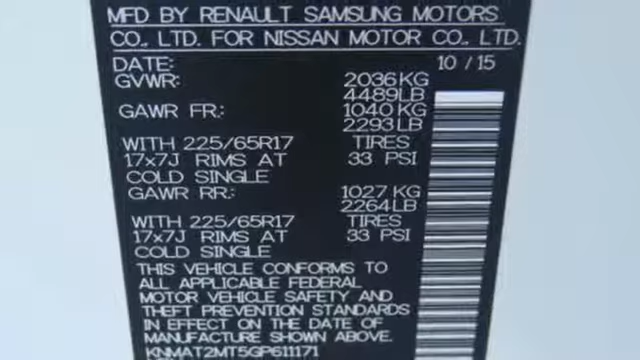 MFD BY RENAULT SAMSUNG MOTORS
CO., LTD. FOR NISSAN MOTOR CO., LTD.
DATE: 10 / 15
GVWR: 2036KG
4489LB
GAWR FR.: 1040KG
2293LB
WITH 225/65R17 TIRES
17x7J RIMS AT 33 PSI
COLD SINGLE
GAWR RR.: 1027 KG
2264LB
WITH 225/65R17 TIRES
17x7J RIMS AT 33 PSI
COLD SINGLE
THIS VEHICLE CONFORMS TO
ALL APPLICABLE FEDERAL
MOTOR VEHICLE SAFETY AND
THEFT PREVENTION STANDARDS
IN EFFECT ON THE DATE OF
MANUFACTURE SHOWN ABOVE.
KNMAT2MT5GP611171